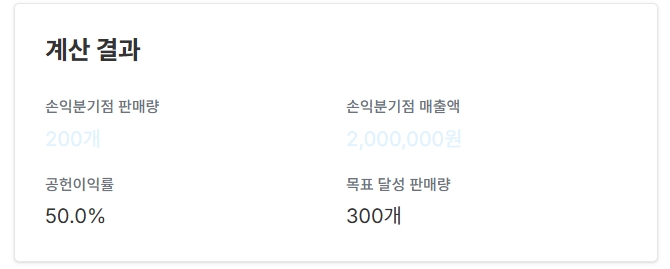 계산 결과
손익분기점 판매량 손익분기점 매출액
200개 2,000,000원
공헌이익률 목표 달성 판매량
50.0% 300개